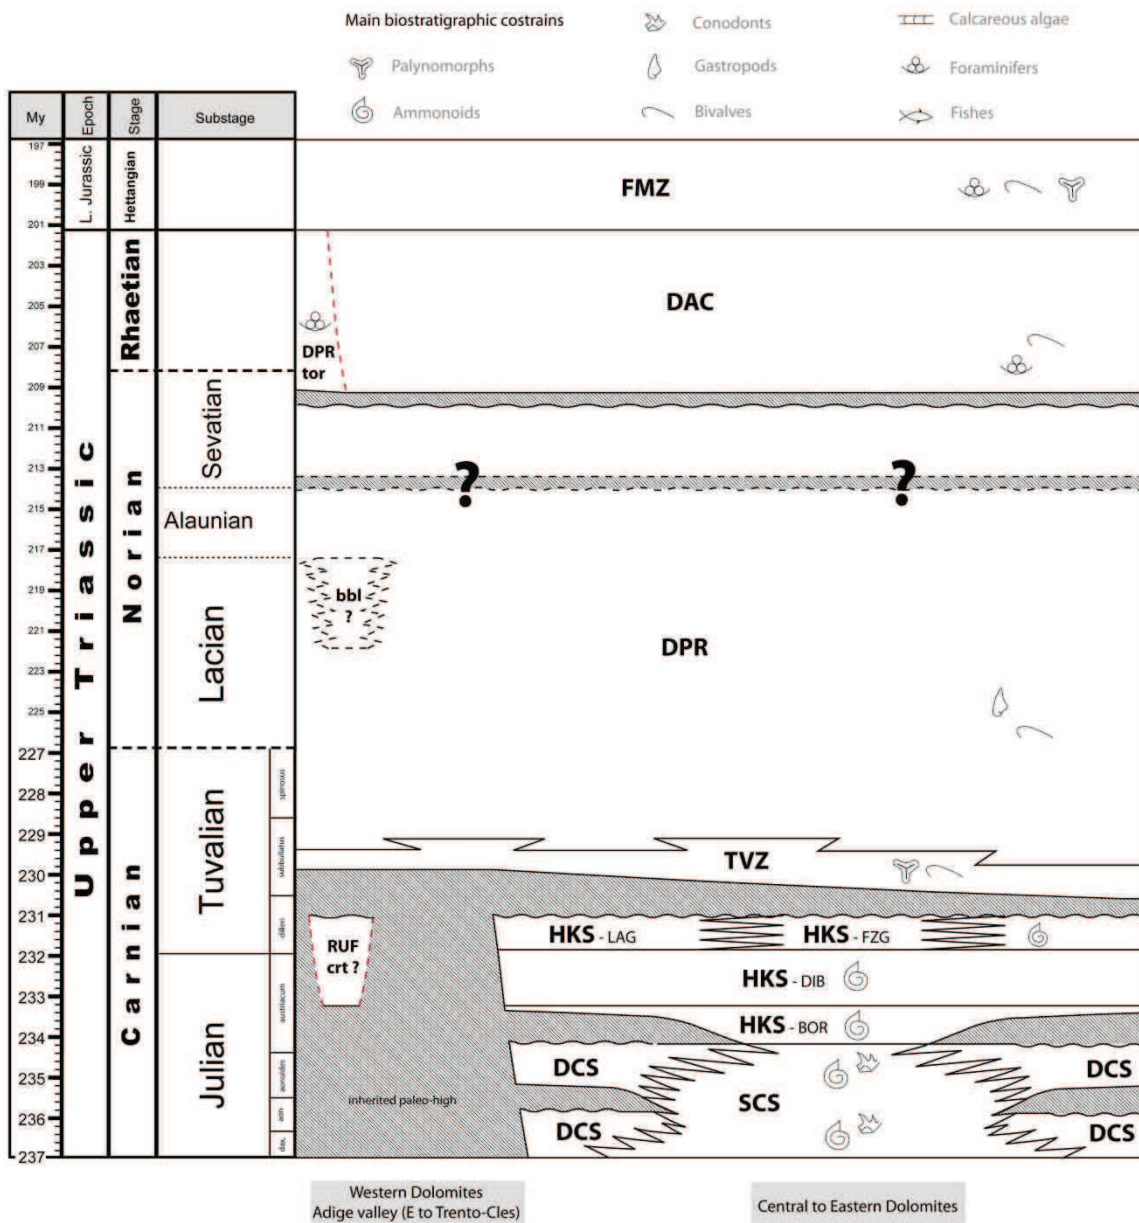 Main biostratigraphic costrains
Conodonts
Calcareous algae
Palynomorphs
Gastropods
Foraminifers
Ammonoids
Bivalves
Fishes
My
Epoch
Stage
Substage
197
199
201
203
205
207
209
211
213
215
217
219
221
223
225
227
228
229
230
231
232
233
234
235
236
237
L. Jurassic
Upper Triassic
Hettangian
Rhaetian
Norian
Carnian
Sevatian
Alaunian
Lacian
Tuvalian
Julian
spinosus
subbullatus
dilleri
austriacum
aonoides
aon
dax.
FMZ
DAC
DPR
tor
?
?
bbl
?
DPR
TVZ
RUF
crt ?
HKS - LAG
HKS - FZG
HKS - DIB
HKS - BOR
DCS
DCS
SCS
inherited paleo-high
DCS
DCS
Western Dolomites
Adige valley (E to Trento-Cles)
Central to Eastern Dolomites